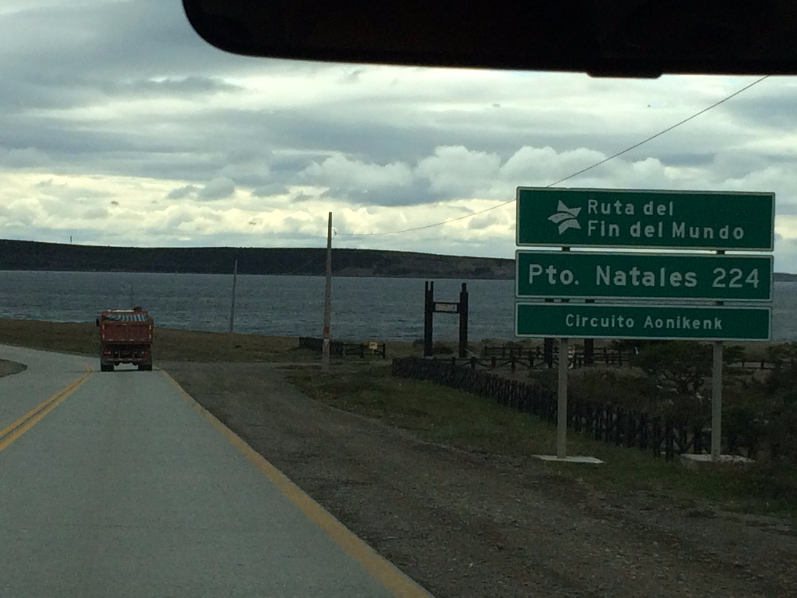 Ruta del
Fin del Mundo
Pto. Natales 224
Circuito Aonikenk